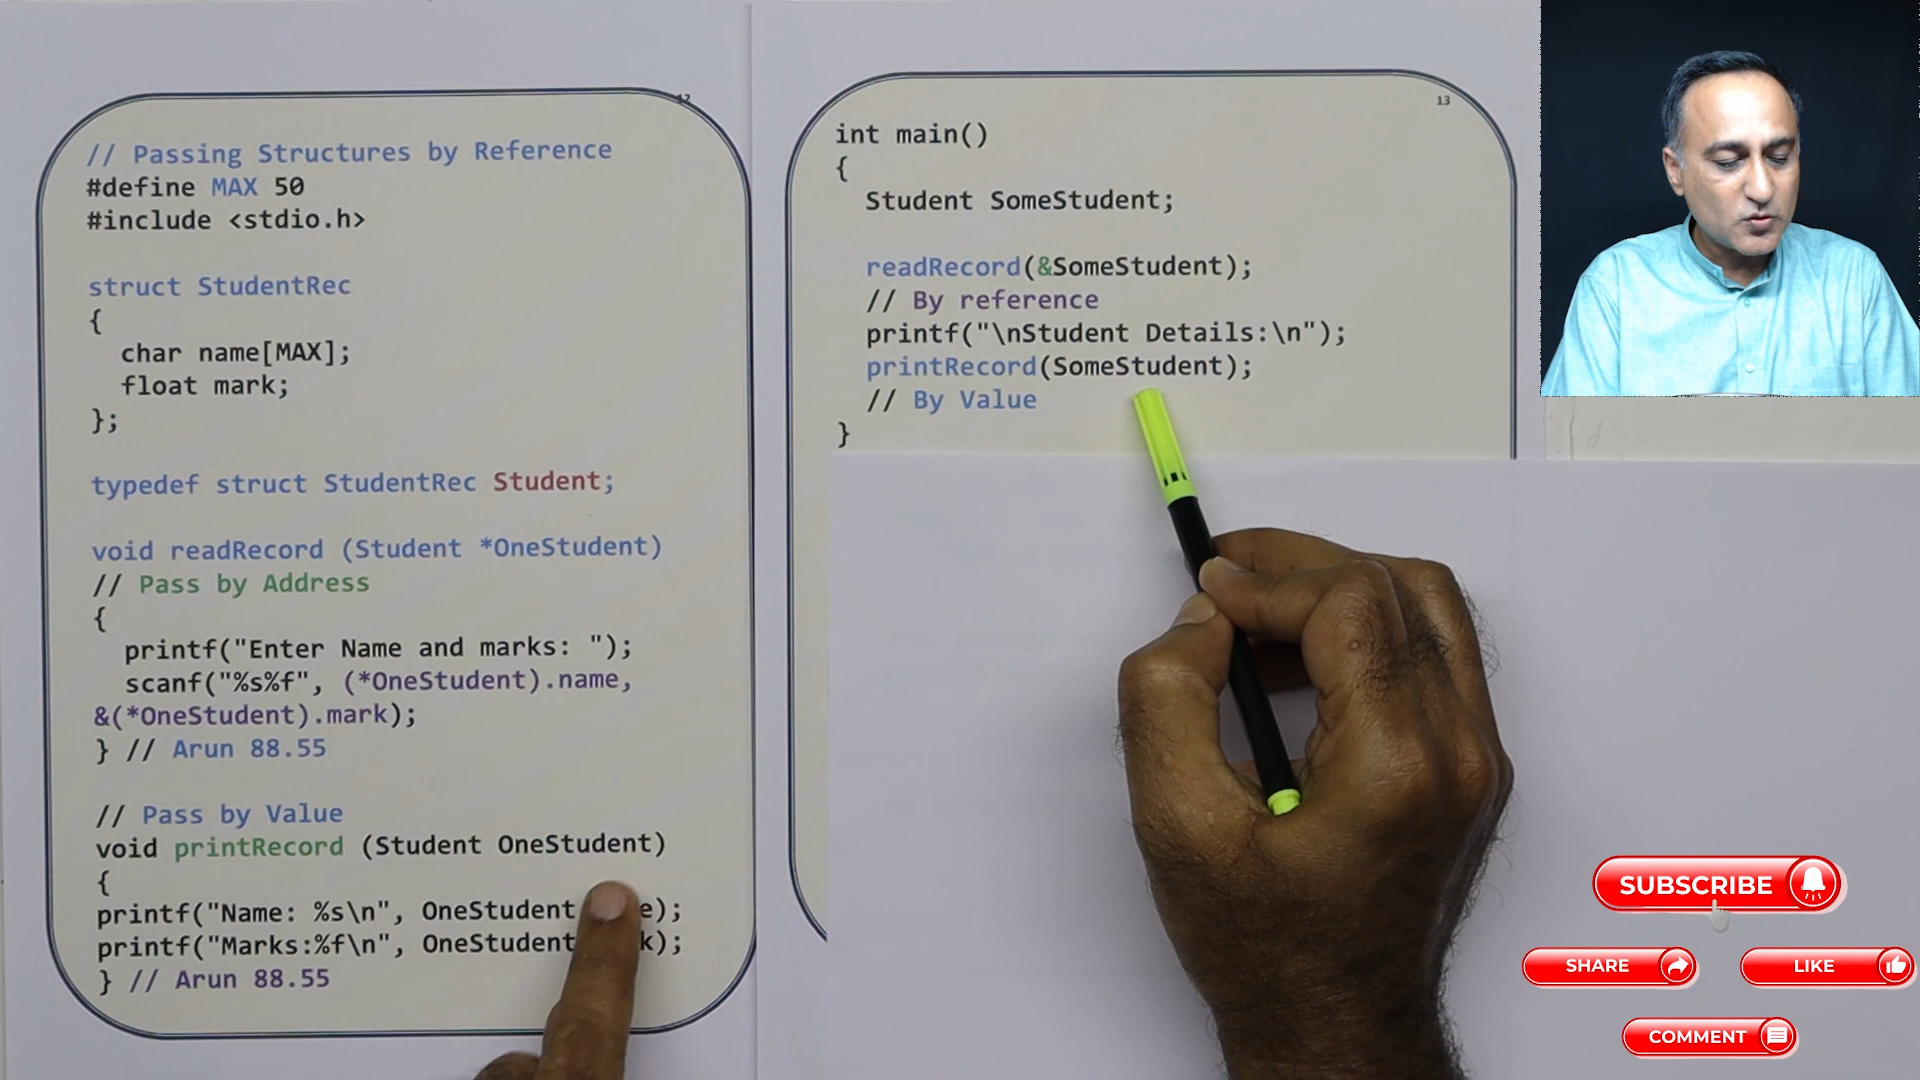 12
// Passing Structures by Reference
#define MAX 50
#include <stdio.h>
struct StudentRec
{
char name[MAX];
float mark;
};
typedef struct StudentRec Student;
void readRecord (Student *OneStudent)
// Pass by Address
{
printf("Enter Name and marks: ");
scanf("%s%f", (*OneStudent).name,
&(*OneStudent).mark);
} // Arun 88.55
// Pass by Value
void printRecord (Student OneStudent)
{
printf("Name: %s\n", OneStudent e);
printf("Marks:%f\n", OneStudent k);
} // Arun 88.55
13
int main()
{
Student SomeStudent;
readRecord(&SomeStudent);
// By reference
printf("\nStudent Details:\n");
printRecord(SomeStudent);
// By Value
}
SUBSCRIBE
SHARE
LIKE
COMMENT